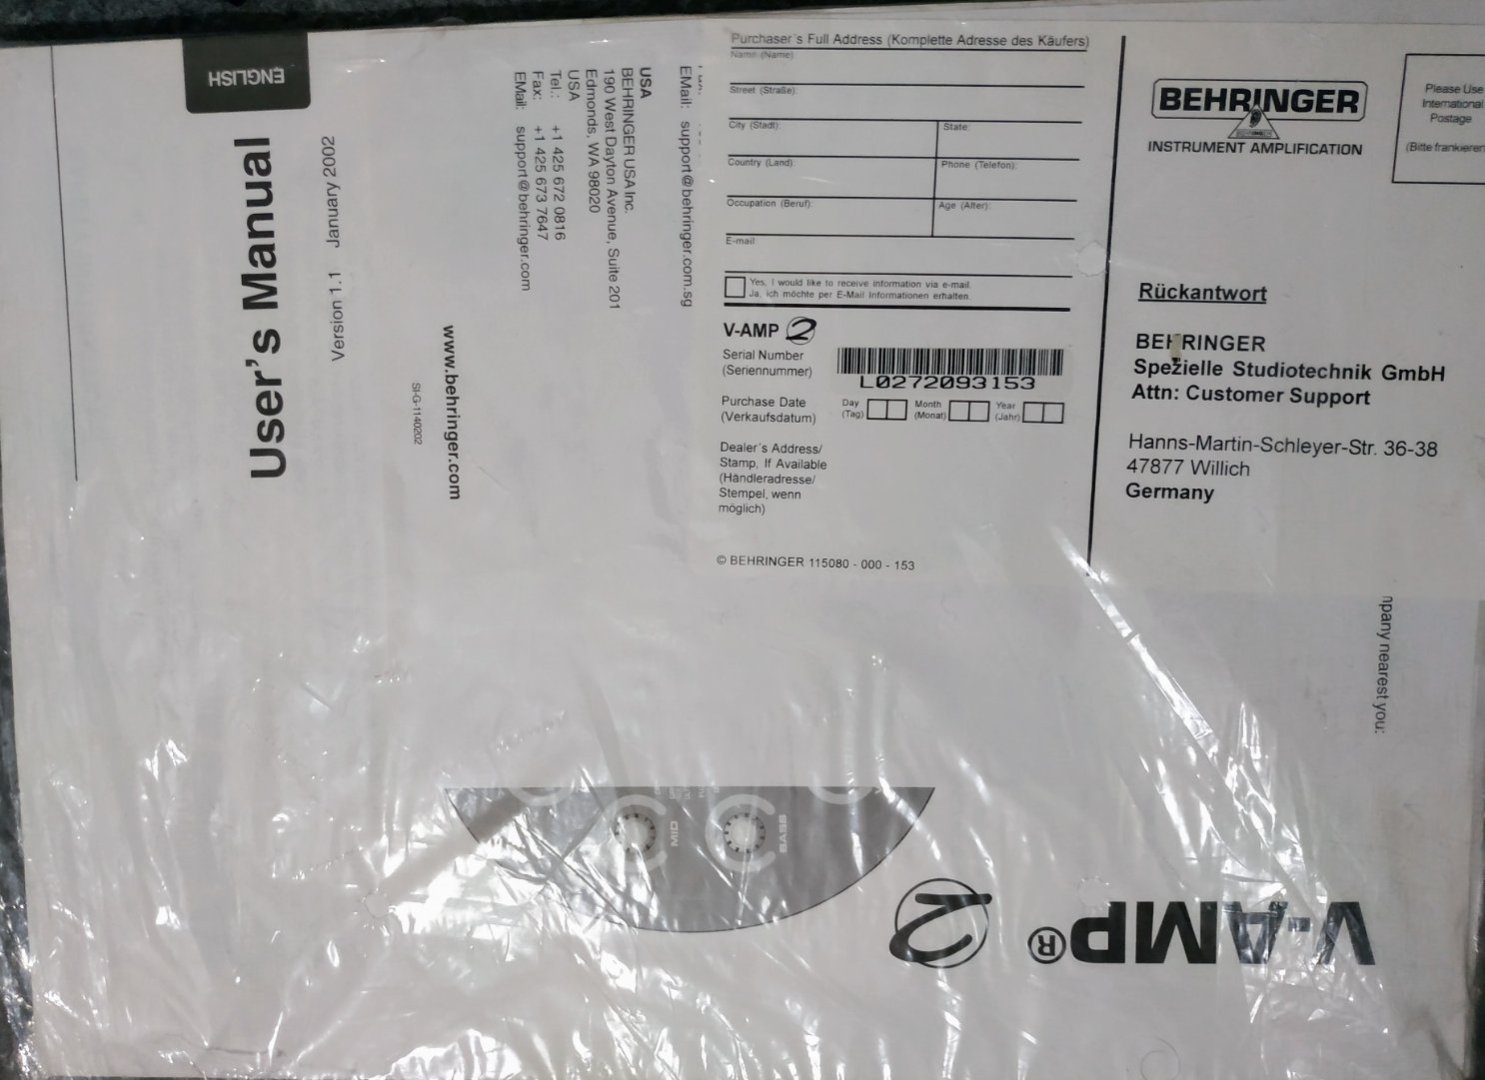 ENGLISH
User's Manual
Version 1.1    January 2002
SI-G-1140202
www.behringer.com
USA
BEHRINGER USA Inc.
190 West Dayton Avenue, Suite 201
Edmonds, WA 98020
USA
Tel.: +1 425 672 0816
Fax: +1 425 673 7647
EMail: support@behringer.com
EMail: support@behringer.com.sg
Purchaser´s Full Address (Komplette Adresse des Käufers)
Name (Name)
Street (Straße)
City (Stadt):
State:
Country (Land):
Phone (Telefon):
Occupation (Beruf):
Age (Alter):
E-mail
Yes, I would like to receive information via e-mail.
Ja, ich möchte per E-Mail Informationen erhalten.
V-AMP 2
Serial Number
(Seriennummer)
L0272093153
Purchase Date
(Verkaufsdatum)
Day
(Tag)
Month
(Monat)
Year
(Jahr)
Dealer´s Address/
Stamp, If Available
(Händleradresse/
Stempel, wenn
möglich)
© BEHRINGER 115080 - 000 - 153
BEHRINGER
INSTRUMENT AMPLIFICATION
Please Use
International
Postage
(Bitte frankieren
Rückantwort
BEHRINGER
Spezielle Studiotechnik GmbH
Attn: Customer Support
Hanns-Martin-Schleyer-Str. 36-38
47877 Willich
Germany
nearest you:
MID
BASS
V-AMP® 2